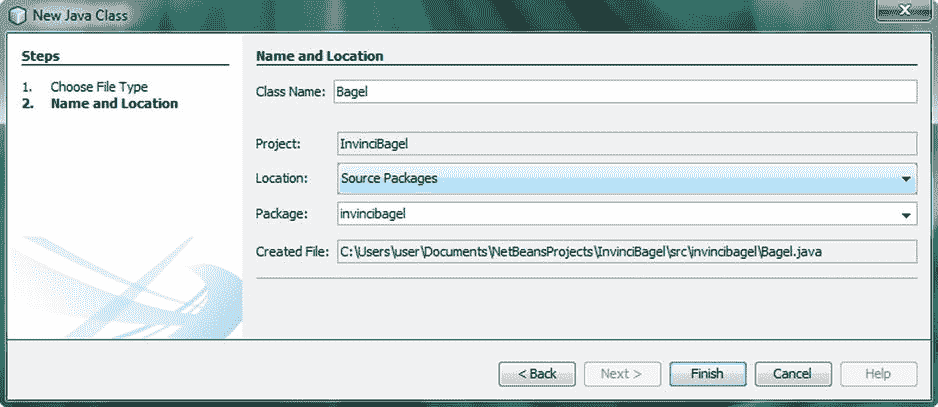 New Java Class
Steps
1. Choose File Type
2. Name and Location
Name and Location
Class Name: Bagel
Project: InvinciBagel
Location: Source Packages
Package: invincibagel
Created File: C:\Users\user\Documents\NetBeansProjects\InvinciBagel\src\invincibagel\Bagel.java
< Back Next > Finish Cancel Help